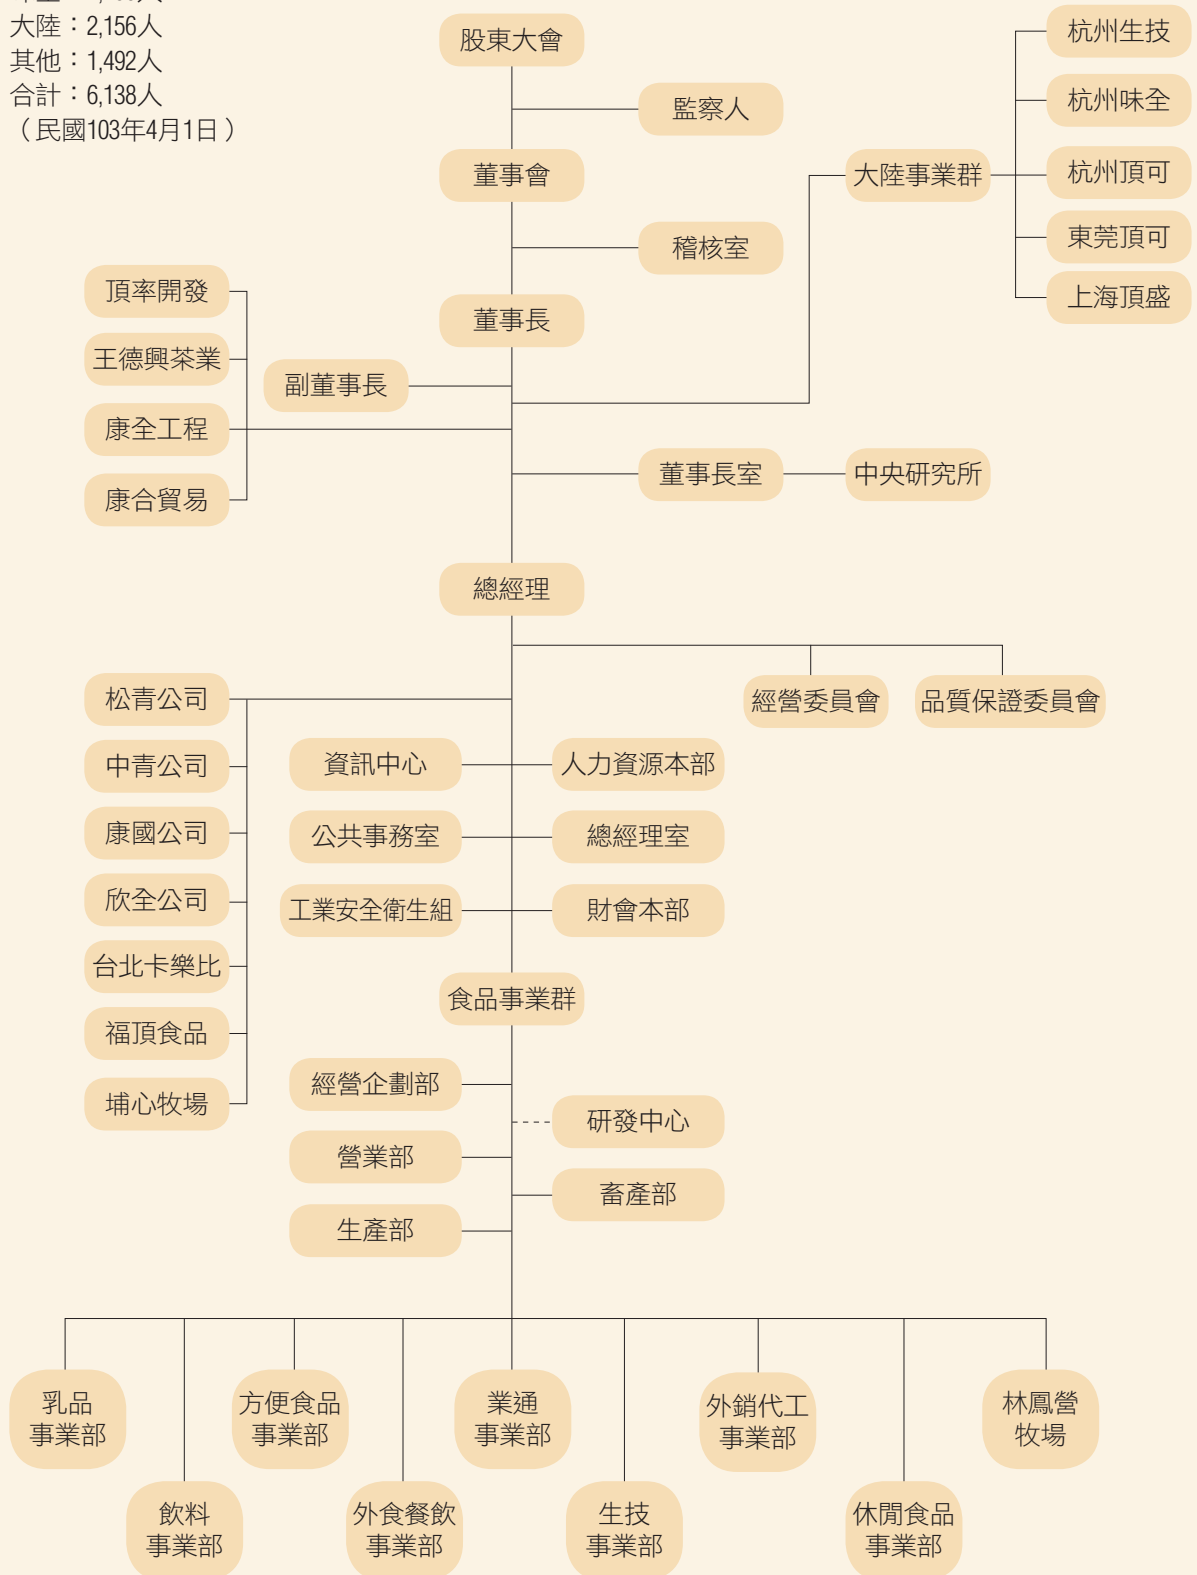 大陸：2,156人
其他：1,492人
合計：6,138人
（民國103年4月1日）
股東大會
監察人
董事會
稽核室
董事長
副董事長
大陸事業群
杭州生技
杭州味全
杭州頂可
東莞頂可
上海頂盛
頂率開發
王德興茶業
康全工程
康合貿易
董事長室
中央研究所
總經理
經營委員會
品質保證委員會
松青公司
中青公司
康國公司
欣全公司
台北卡樂比
福頂食品
埔心牧場
資訊中心
人力資源本部
公共事務室
總經理室
工業安全衛生組
財會本部
食品事業群
經營企劃部
研發中心
營業部
畜產部
生產部
乳品
事業部
飲料
事業部
方便食品
事業部
外食餐飲
事業部
業通
事業部
生技
事業部
外銷代工
事業部
休閒食品
事業部
林鳳營
牧場